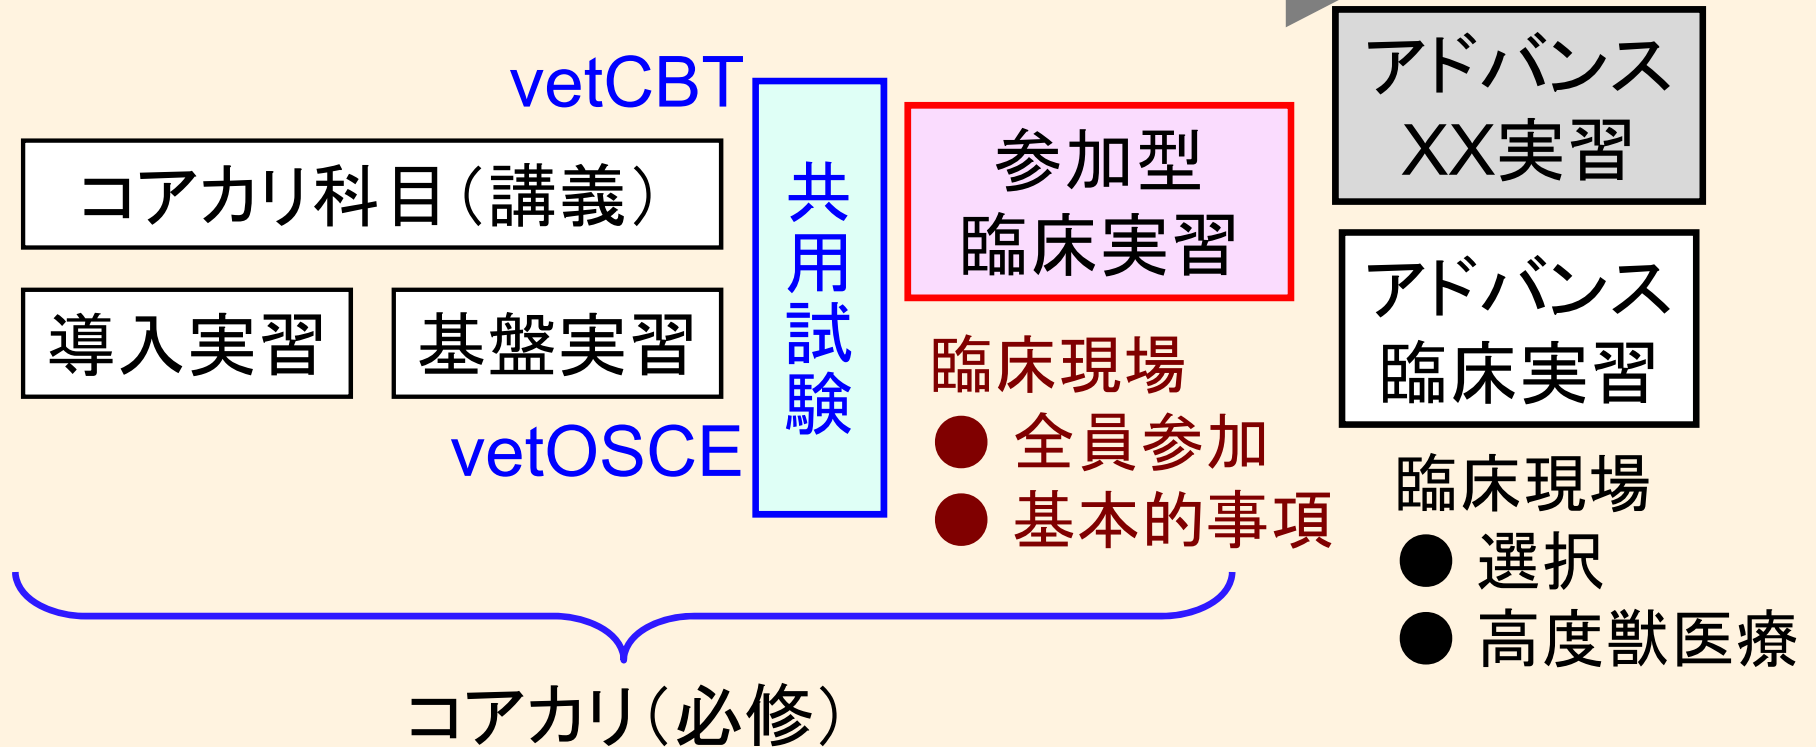 vetCBT
コアカリ科目（講義）
導入実習
基盤実習
vetOSCE
共用試験
参加型
臨床実習
臨床現場
● 全員参加
● 基本的事項
アドバンス
XX実習
アドバンス
臨床実習
臨床現場
● 選択
● 高度獣医療
コアカリ（必修）